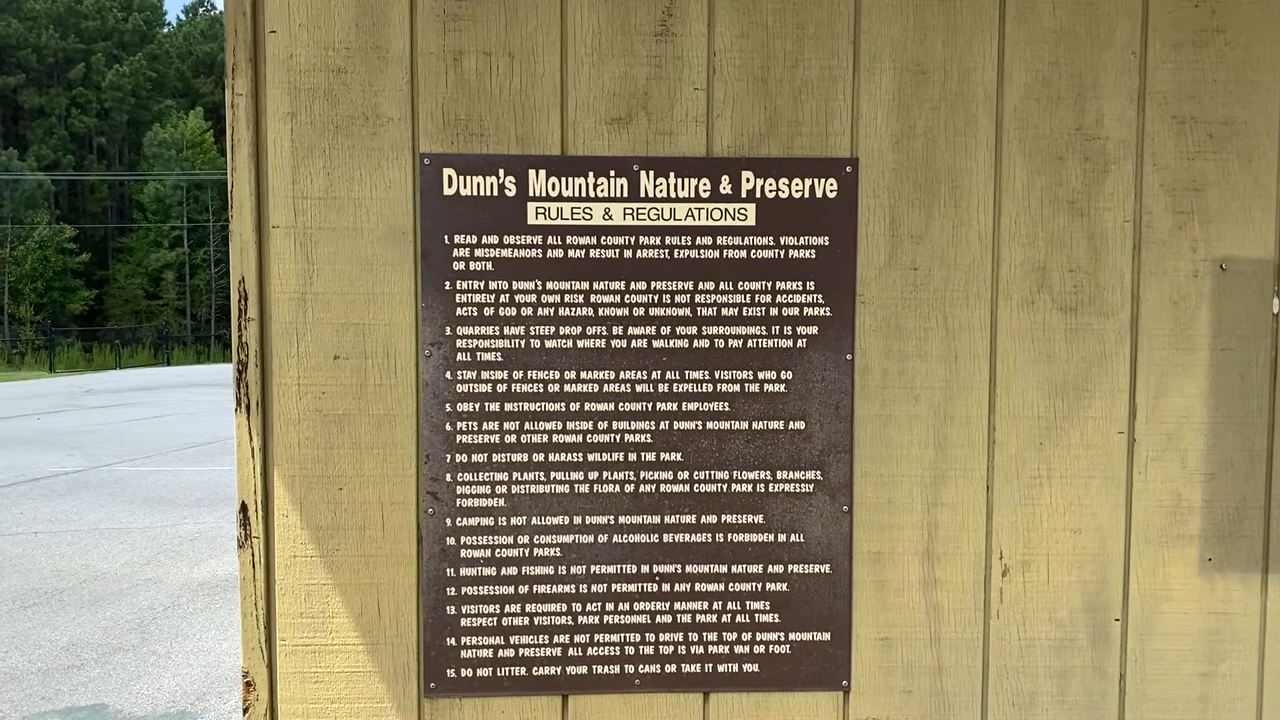 Dunn's Mountain Nature & Preserve
RULES & REGULATIONS
1. READ AND OBSERVE ALL ROWAN COUNTY PARK RULES AND REGULATIONS. VIOLATIONS
ARE MISDEMEANORS AND MAY RESULT IN ARREST, EXPULSION FROM COUNTY PARKS
OR BOTH.
2. ENTRY INTO DUNN'S MOUNTAIN NATURE AND PRESERVE AND ALL COUNTY PARKS IS
ENTIRELY AT YOUR OWN RISK ROWAN COUNTY IS NOT RESPONSIBLE FOR ACCIDENTS,
ACTS OF GOD OR ANY HAZARD, KNOWN OR UNKNOWN, THAT MAY EXIST IN OUR PARKS.
3. QUARRIES HAVE STEEP DROP OFFS. BE AWARE OF YOUR SURROUNDINGS. IT IS YOUR
RESPONSIBILITY TO WATCH WHERE YOU ARE WALKING AND TO PAY ATTENTION AT
ALL TIMES.
4. STAY INSIDE OF FENCED OR MARKED AREAS AT ALL TIMES. VISITORS WHO GO
OUTSIDE OF FENCES OR MARKED AREAS WILL BE EXPELLED FROM THE PARK.
5. OBEY THE INSTRUCTIONS OF ROWAN COUNTY PARK EMPLOYEES.
6. PETS ARE NOT ALLOWED INSIDE OF BUILDINGS AT DUNN'S MOUNTAIN NATURE AND
PRESERVE OR OTHER ROWAN COUNTY PARKS.
7 DO NOT DISTURB OR HARASS WILDLIFE IN THE PARK.
8. COLLECTING PLANTS, PULLING UP PLANTS, PICKING OR CUTTING FLOWERS, BRANCHES,
DIGGING OR DISTRIBUTING THE FLORA OF ANY ROWAN COUNTY PARK IS EXPRESSLY
FORBIDDEN.
9. CAMPING IS NOT ALLOWED IN DUNN'S MOUNTAIN NATURE AND PRESERVE.
10. POSSESSION OR CONSUMPTION OF ALCOHOLIC BEVERAGES IS FORBIDDEN IN ALL
ROWAN COUNTY PARKS.
11. HUNTING AND FISHING IS NOT PERMITTED IN DUNN'S MOUNTAIN NATURE AND PRESERVE.
12. POSSESSION OF FIREARMS IS NOT PERMITTED IN ANY ROWAN COUNTY PARK.
13. VISITORS ARE REQUIRED TO ACT IN AN ORDERLY MANNER AT ALL TIMES
RESPECT OTHER VISITORS, PARK PERSONNEL AND THE PARK AT ALL TIMES.
14. PERSONAL VEHICLES ARE NOT PERMITTED TO DRIVE TO THE TOP OF DUNN'S MOUNTAIN
NATURE AND PRESERVE ALL ACCESS TO THE TOP IS VIA PARK VAN OR FOOT.
15. DO NOT LITTER. CARRY YOUR TRASH TO CANS OR TAKE IT WITH YOU.